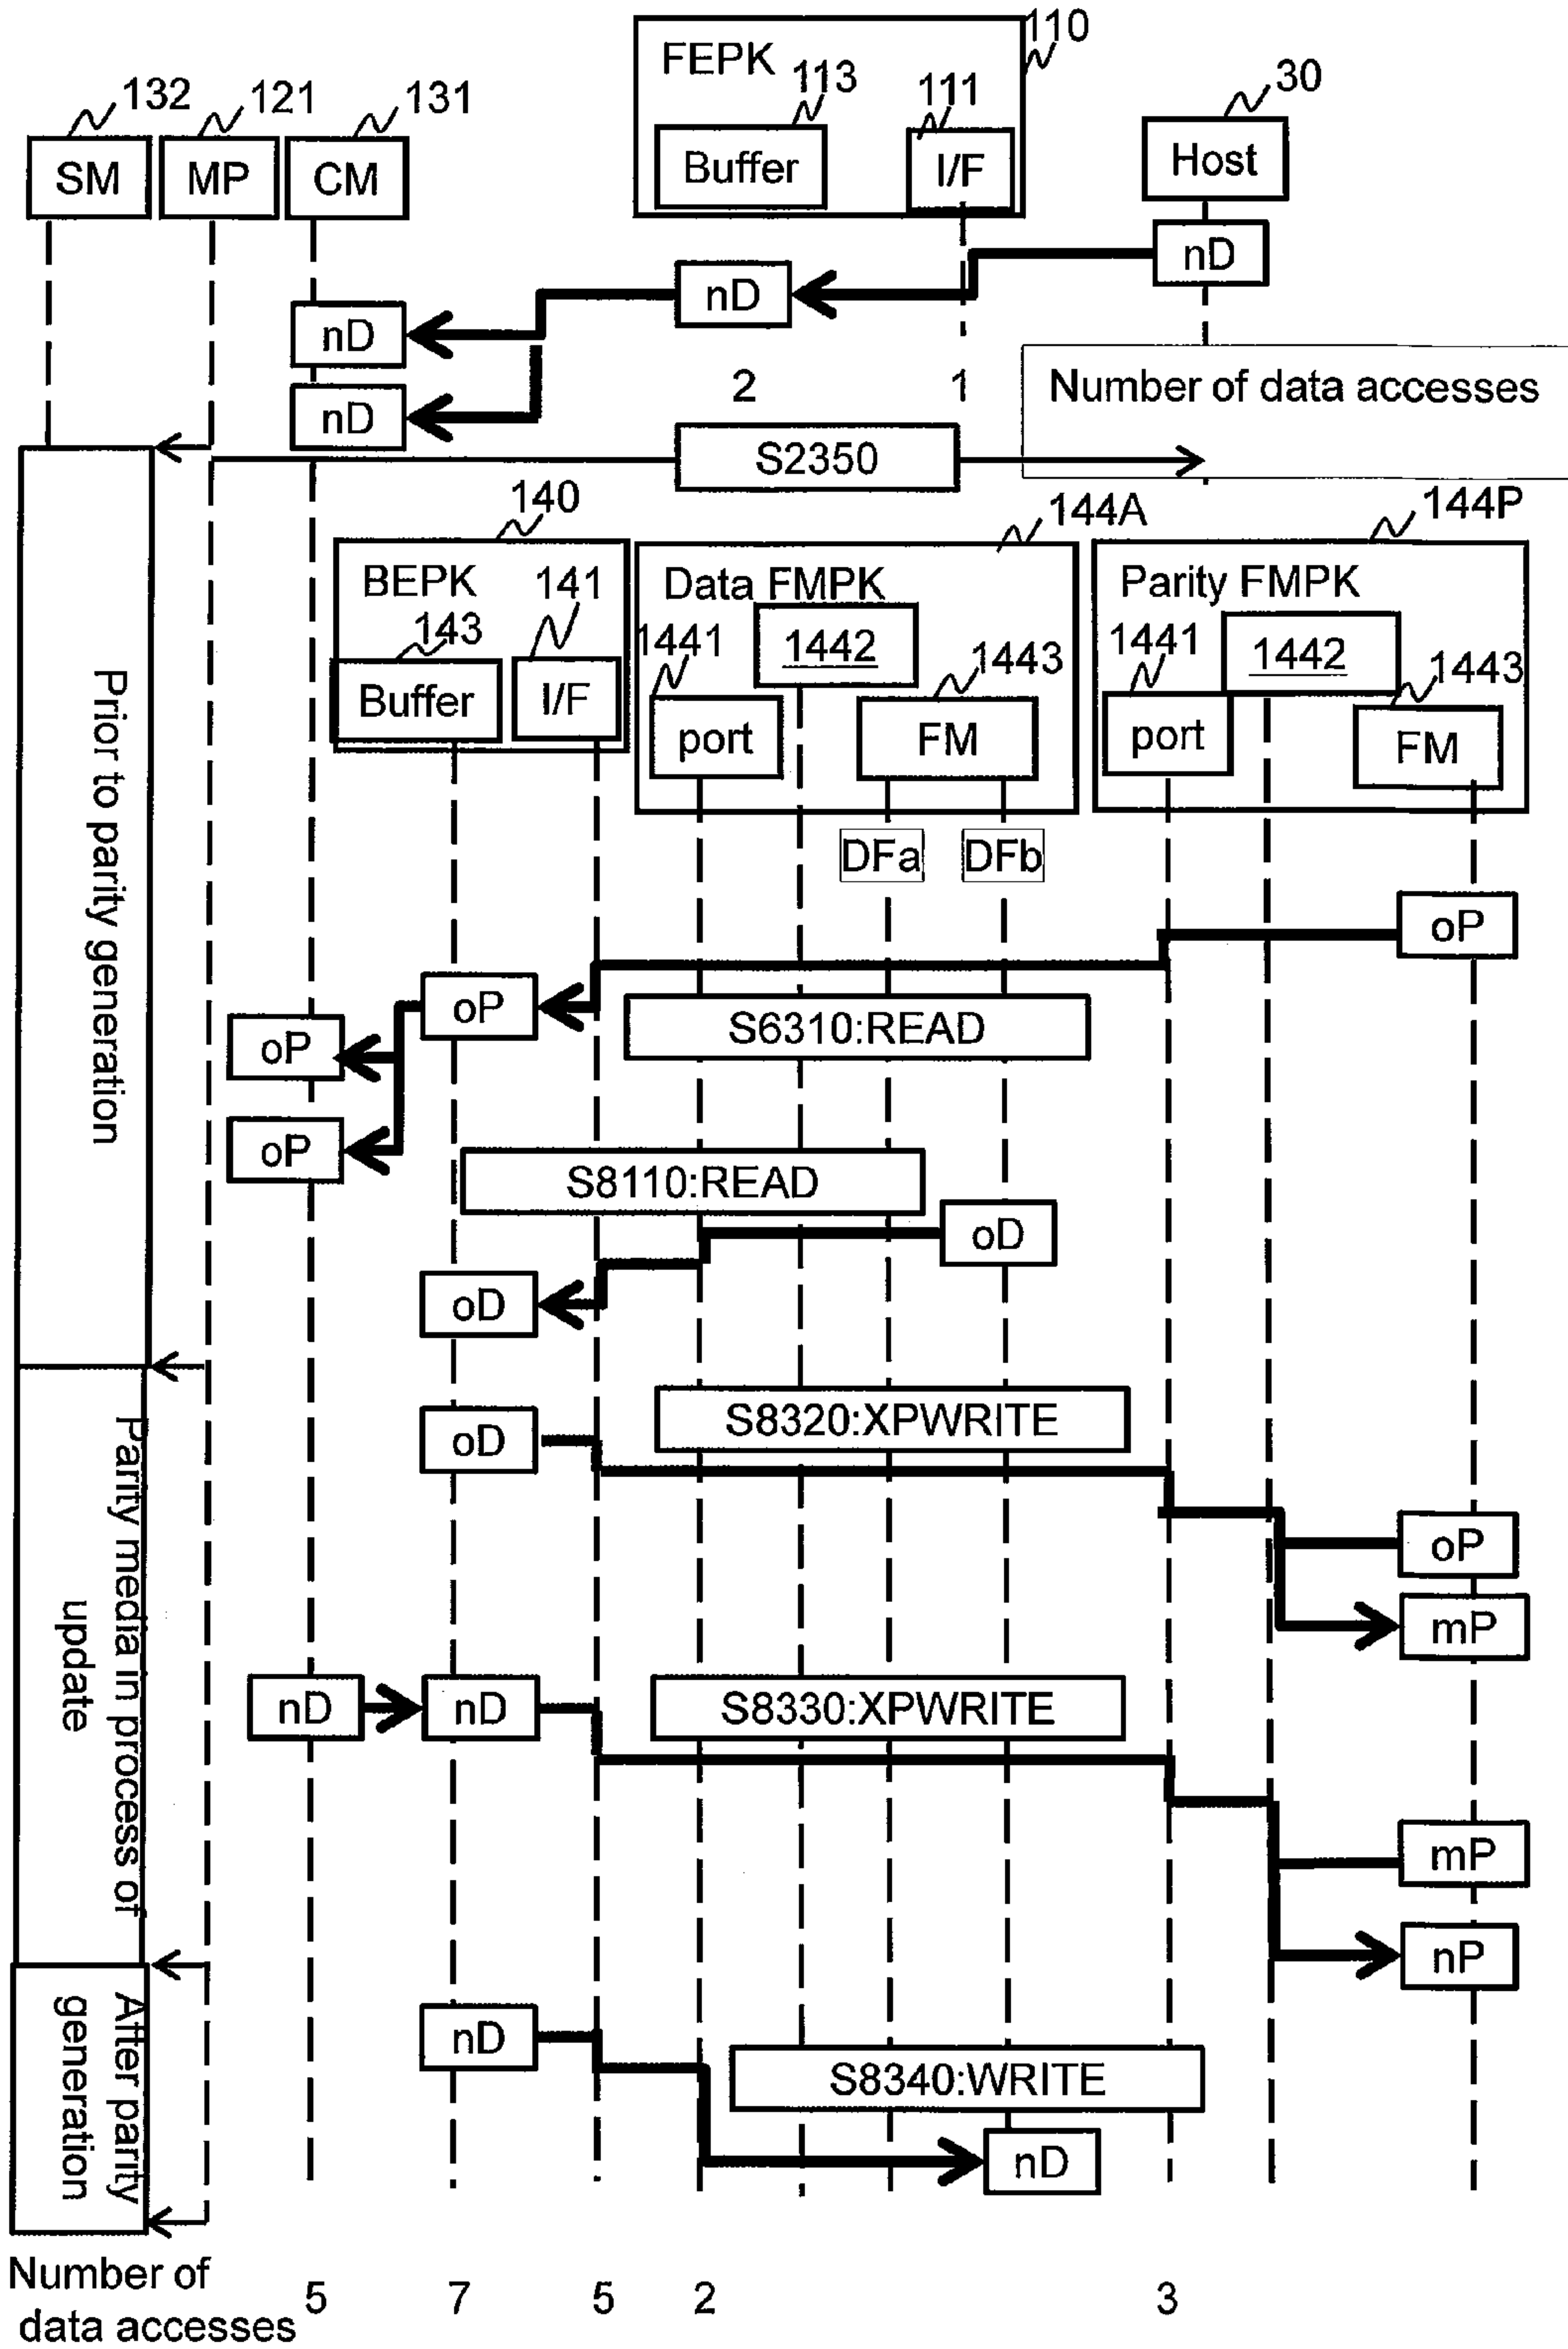 110
FEPK
113
111
30
132
121
131
SM
MP
CM
Buffer
I/F
Host
nD
nD
nD
2
1
Number of data accesses
nD
S2350
140
144A
144P
BEPK
141
Data FMPK
Parity FMPK
143
1441
1442
1443
1441
1442
1443
Buffer
I/F
port
FM
port
FM
DFa
DFb
Prior to parity generation
oP
oP
S6310:READ
oP
oP
S8110:READ
oD
oD
Parity media in process of
update
S8320:XPWRITE
oD
oP
mP
nD
nD
S8330:XPWRITE
mP
nP
After parity
generation
nD
S8340:WRITE
nD
Number of
data accesses
5
7
5
2
3